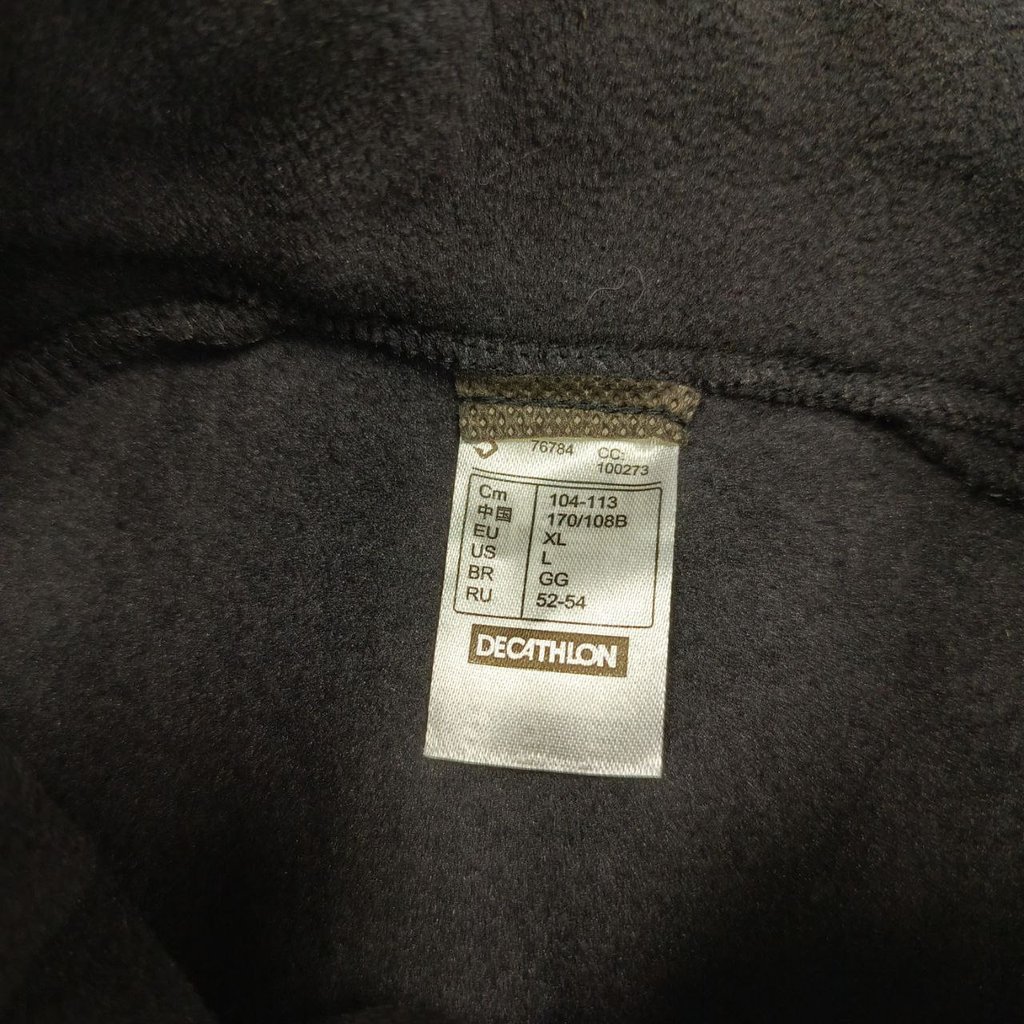 76784 CC:
100273
Cm 104-113
中国 170/108B
EU XL
US L
BR GG
RU 52-54
DECATHLON